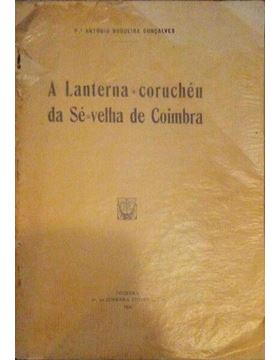 P.e ANTÓNIO NOGUEIRA GONÇALVES
A Lanterna-coruchéu
da Sé-velha de Coimbra
COIMBRA